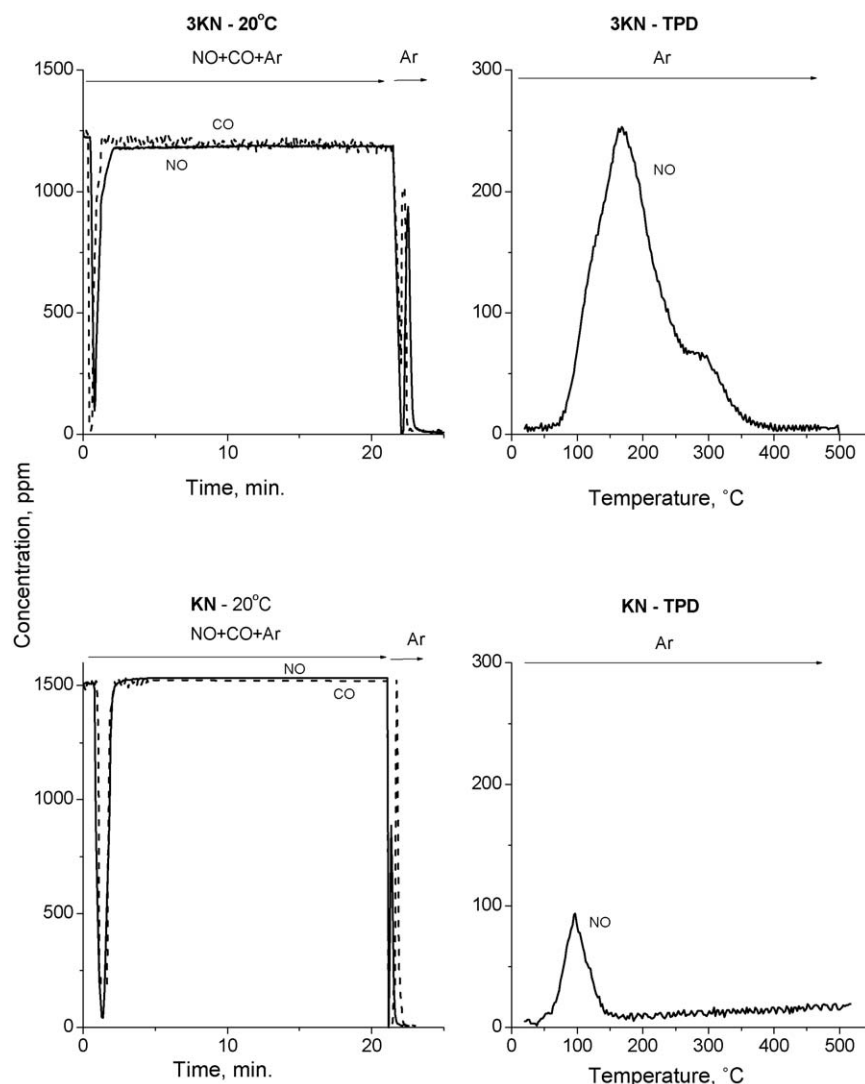 3KN - 20°C
NO+CO+Ar
Ar
1500
1000
500
0
CO
NO
0
10
20
Time, min.
3KN - TPD
Ar
300
200
100
0
NO
0
100
200
300
400
500
Temperature, °C
Concentration, ppm
KN - 20°C
NO+CO+Ar
Ar
1500
1000
500
0
NO
CO
0
10
20
Time, min.
KN - TPD
Ar
300
200
100
0
NO
0
100
200
300
400
500
Temperature, °C